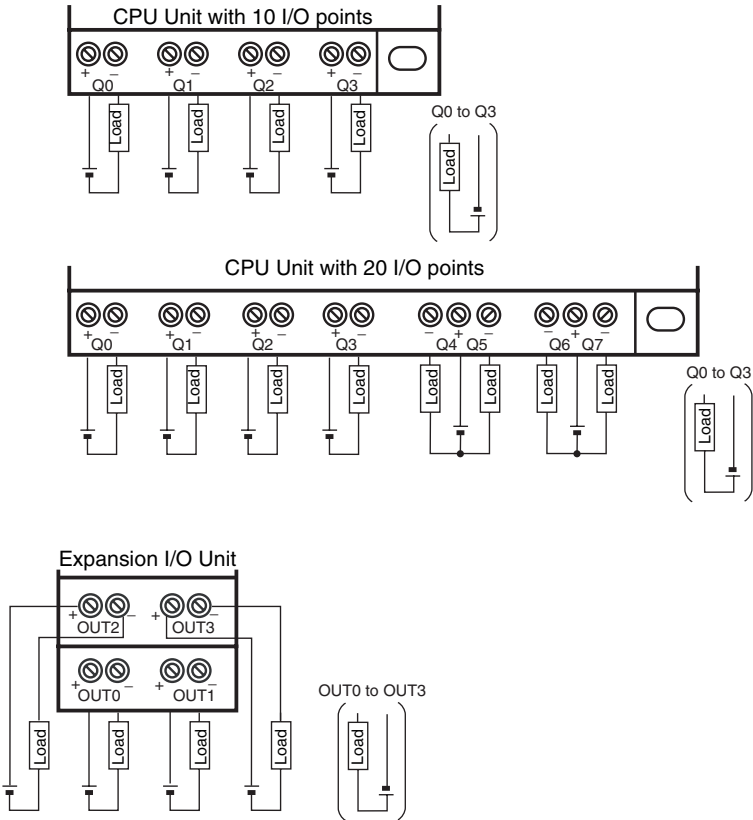 CPU Unit with 10 I/O points
+ – + – + – + –
Q0 Q1 Q2 Q3
Load Load Load Load
Q0 to Q3
Load
CPU Unit with 20 I/O points
+ – + – + – + – – + – – + –
Q0 Q1 Q2 Q3 Q4 Q5 Q6 Q7
Load Load Load Load Load Load Load Load
Q0 to Q3
Load
Expansion I/O Unit
+ – + –
OUT2 OUT3
+ – + –
OUT0 OUT1
OUT0 to OUT3
Load Load Load Load
Load